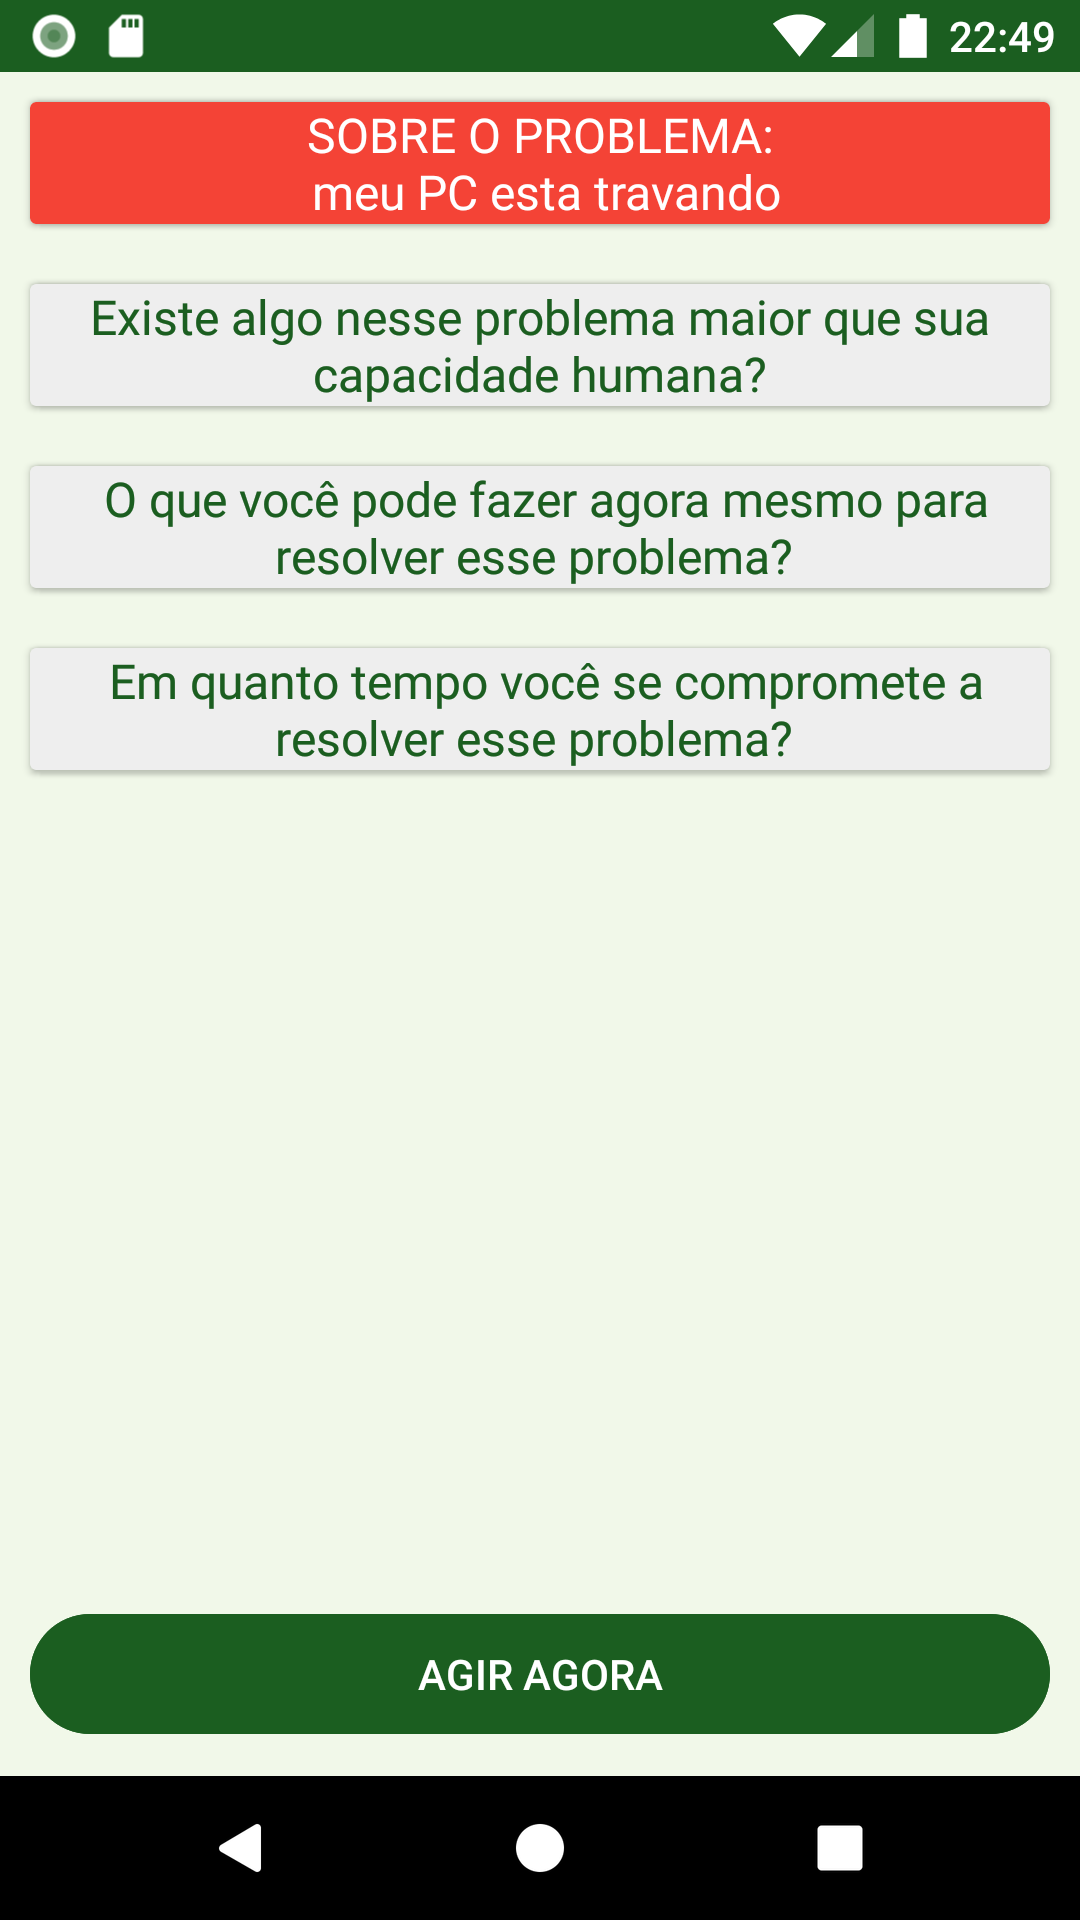 22:49
SOBRE O PROBLEMA:
meu PC esta travando
Existe algo nesse problema maior que sua
capacidade humana?
O que você pode fazer agora mesmo para
resolver esse problema?
Em quanto tempo você se compromete a
resolver esse problema?
AGIR AGORA